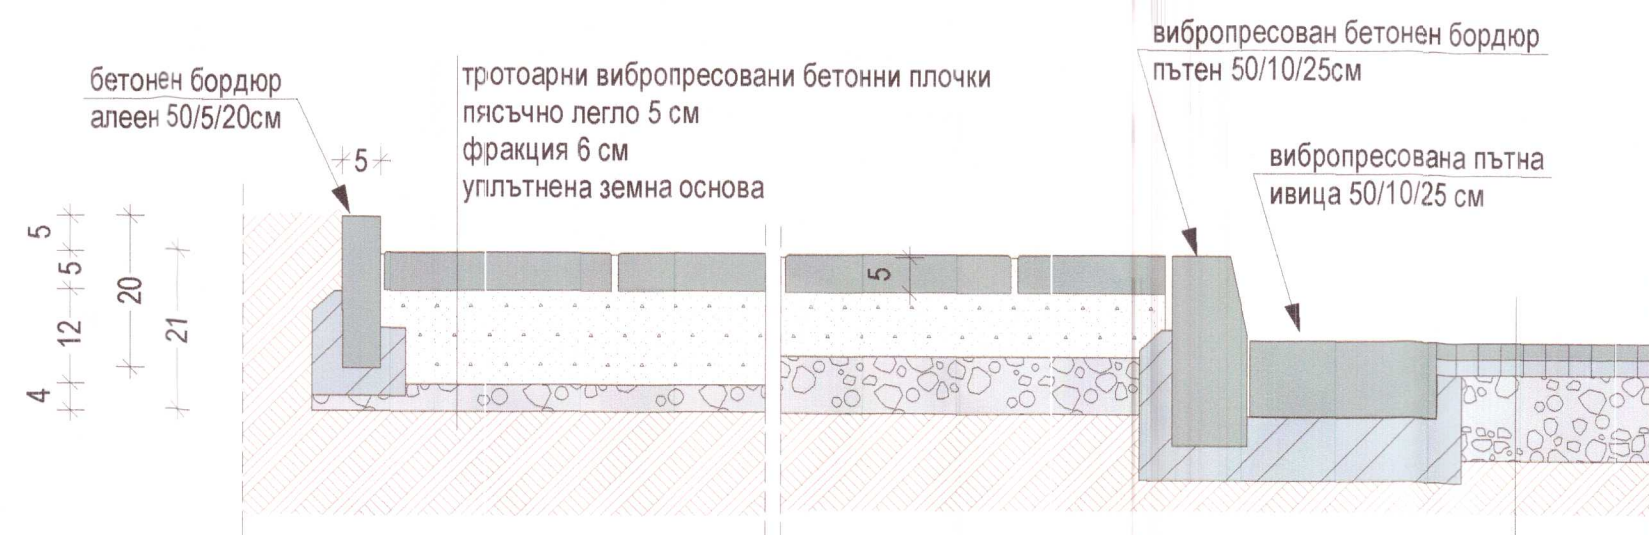 бетонен бордюр
алеен 50/5/20см
тротоарни вибропресовани бетонни плочки
пясъчно легло 5 см
фракция 6 см
уплътнена земна основа
вибропресован бетонен бордюр
пътен 50/10/25см
вибропресована пътна
ивица 50/10/25 см
5
5
5
12
4
20
21
5